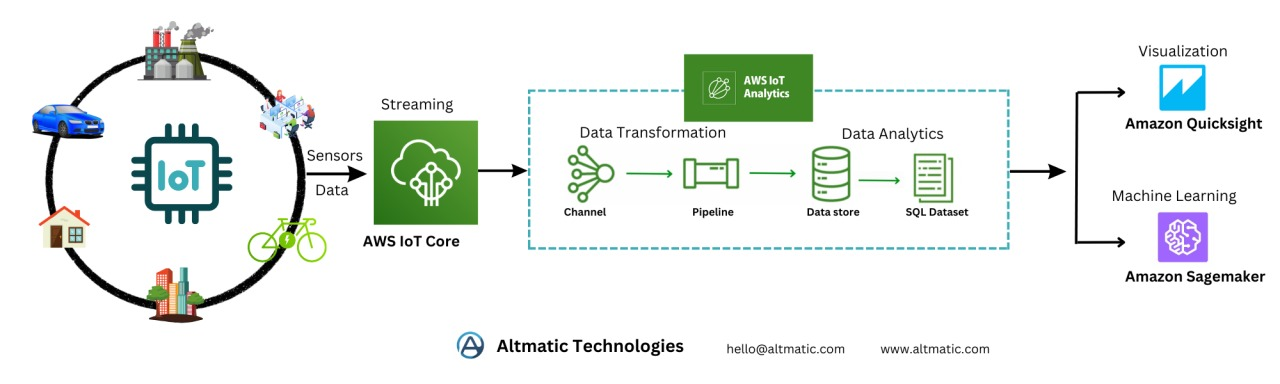 IoT
Sensors
Data
Streaming
AWS IoT Core
AWS IoT
Analytics
Data Transformation
Data Analytics
Channel
Pipeline
Data store
SQL Dataset
Visualization
Amazon Quicksight
Machine Learning
Amazon Sagemaker
Altmatic Technologies
hello@altmatic.com
www.altmatic.com